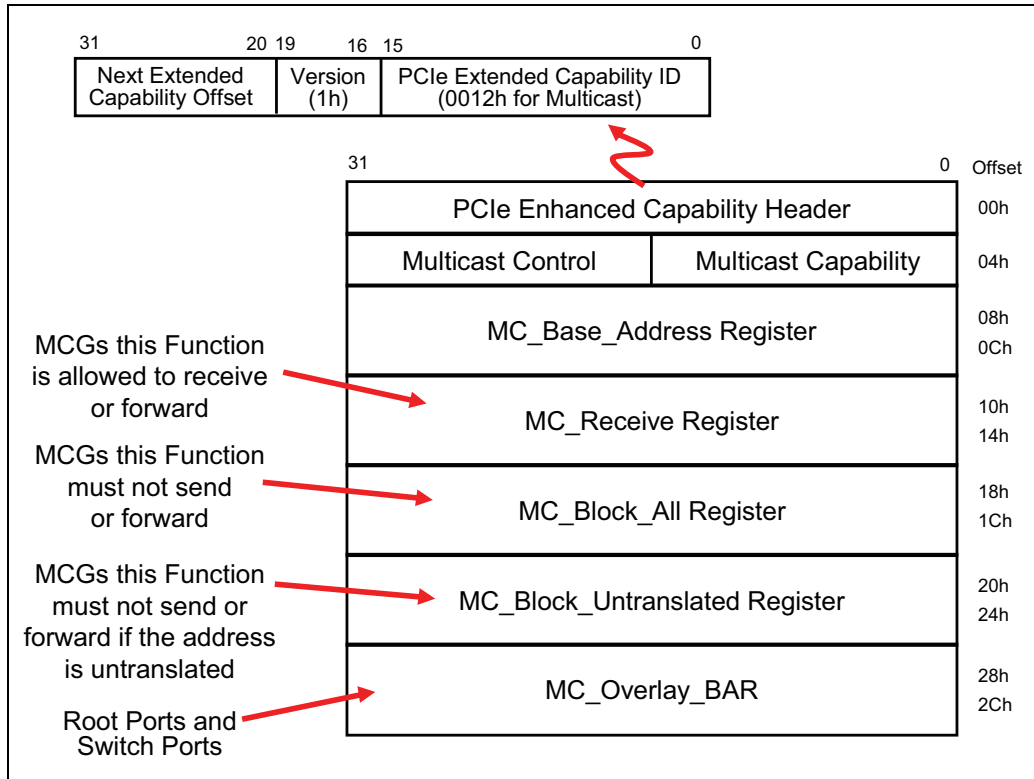 31 20 19 16 15 0
Next Extended Version PCIe Extended Capability ID
Capability Offset (1h) (0012h for Multicast)
31 0 Offset
PCIe Enhanced Capability Header 00h
Multicast Control Multicast Capability 04h
MC_Base_Address Register
08h
0Ch
MCGs this Function
is allowed to receive
or forward
MC_Receive Register
10h
14h
MCGs this Function
must not send
or forward
MC_Block_All Register
18h
1Ch
MCGs this Function
must not send or
forward if the address
is untranslated
MC_Block_Untranslated Register
20h
24h
Root Ports and
Switch Ports
MC_Overlay_BAR
28h
2Ch